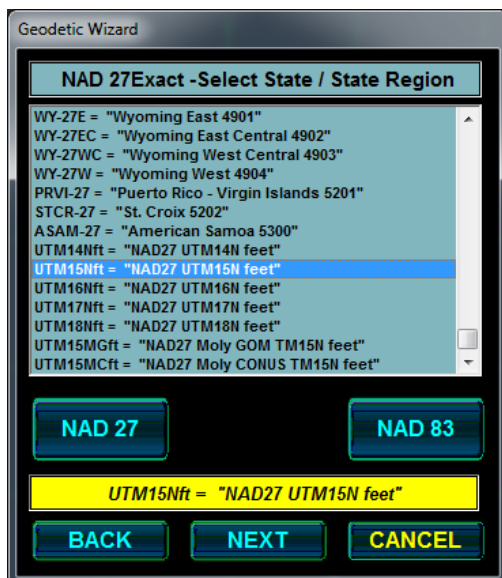 Geodetic Wizard
NAD 27Exact -Select State / State Region
WY-27E = "Wyoming East 4901"
WY-27EC = "Wyoming East Central 4902"
WY-27WC = "Wyoming West Central 4903"
WY-27W = "Wyoming West 4904"
PRVI-27 = "Puerto Rico - Virgin Islands 5201"
STCR-27 = "St. Croix 5202"
ASAM-27 = "American Samoa 5300"
UTM14Nft = "NAD27 UTM14N feet"
UTM15Nft = "NAD27 UTM15N feet"
UTM16Nft = "NAD27 UTM16N feet"
UTM17Nft = "NAD27 UTM17N feet"
UTM18Nft = "NAD27 UTM18N feet"
UTM15MGft = "NAD27 Moly GOM TM15N feet"
UTM15MCft = "NAD27 Moly CONUS TM15N feet"
NAD 27 NAD 83
UTM15Nft = "NAD27 UTM15N feet"
BACK NEXT CANCEL